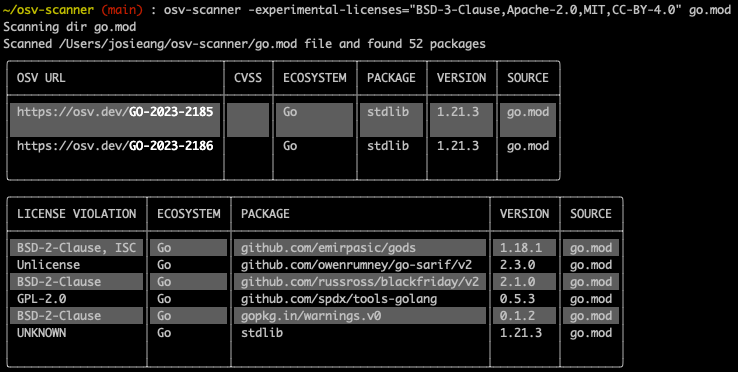 ~/osv-scanner (main) : osv-scanner -experimental-licenses="BSD-3-Clause,Apache-2.0,MIT,CC-BY-4.0" go.mod
Scanning dir go.mod
Scanned /Users/josieang/osv-scanner/go.mod file and found 52 packages
OSV URL CVSS ECOSYSTEM PACKAGE VERSION SOURCE
https://osv.dev/GO-2023-2185 Go stdlib 1.21.3 go.mod
https://osv.dev/GO-2023-2186 Go stdlib 1.21.3 go.mod
LICENSE VIOLATION ECOSYSTEM PACKAGE VERSION SOURCE
BSD-2-Clause, ISC Go github.com/emirpasic/gods 1.18.1 go.mod
Unlicense Go github.com/owenrumney/go-sarif/v2 2.3.0 go.mod
BSD-2-Clause Go github.com/russross/blackfriday/v2 2.1.0 go.mod
GPL-2.0 Go github.com/spdx/tools-golang 0.5.3 go.mod
BSD-2-Clause Go gopkg.in/warnings.v0 0.1.2 go.mod
UNKNOWN Go stdlib 1.21.3 go.mod